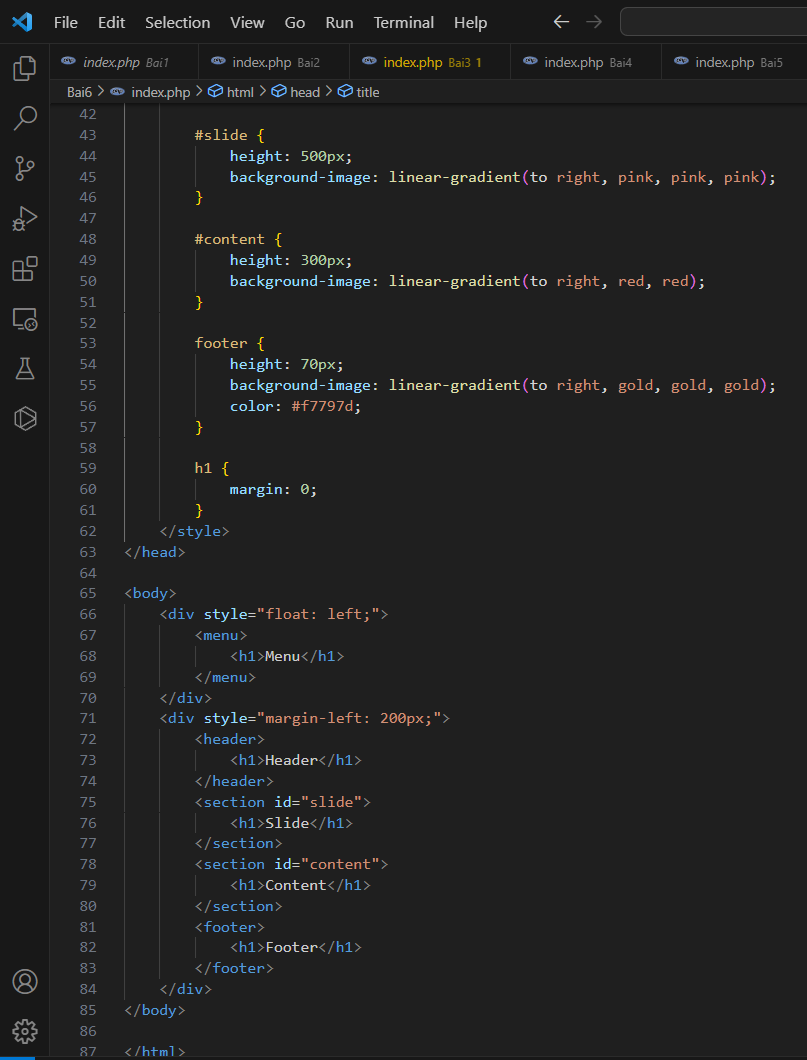 File Edit Selection View Go Run Terminal Help
index.php Bai1 index.php Bai2 index.php Bai3 1 index.php Bai4 index.php Bai5
Bai6 > index.php > html > head > title
42
43 #slide {
44 height: 500px;
45 background-image: linear-gradient(to right, pink, pink, pink);
46 }
47
48 #content {
49 height: 300px;
50 background-image: linear-gradient(to right, red, red);
51 }
52
53 footer {
54 height: 70px;
55 background-image: linear-gradient(to right, gold, gold, gold);
56 color: #f7797d;
57 }
58
59 h1 {
60 margin: 0;
61 }
62 </style>
63 </head>
64
65 <body>
66 <div style="float: left;">
67 <menu>
68 <h1>Menu</h1>
69 </menu>
70 </div>
71 <div style="margin-left: 200px;">
72 <header>
73 <h1>Header</h1>
74 </header>
75 <section id="slide">
76 <h1>Slide</h1>
77 </section>
78 <section id="content">
79 <h1>Content</h1>
80 </section>
81 <footer>
82 <h1>Footer</h1>
83 </footer>
84 </div>
85 </body>
86
87 </html>